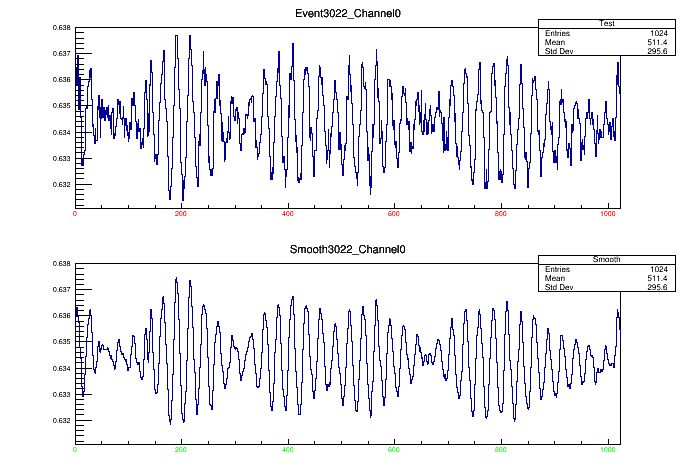 Event3022_Channel0
Test
Entries 1024
Mean 511.4
Std Dev 295.6
0.638
0.637
0.636
0.635
0.634
0.633
0.632
0 200 400 600 800 1000
Smooth3022_Channel0
Smooth
Entries 1024
Mean 511.4
Std Dev 295.6
0.638
0.637
0.636
0.635
0.634
0.633
0.632
0 200 400 600 800 1000